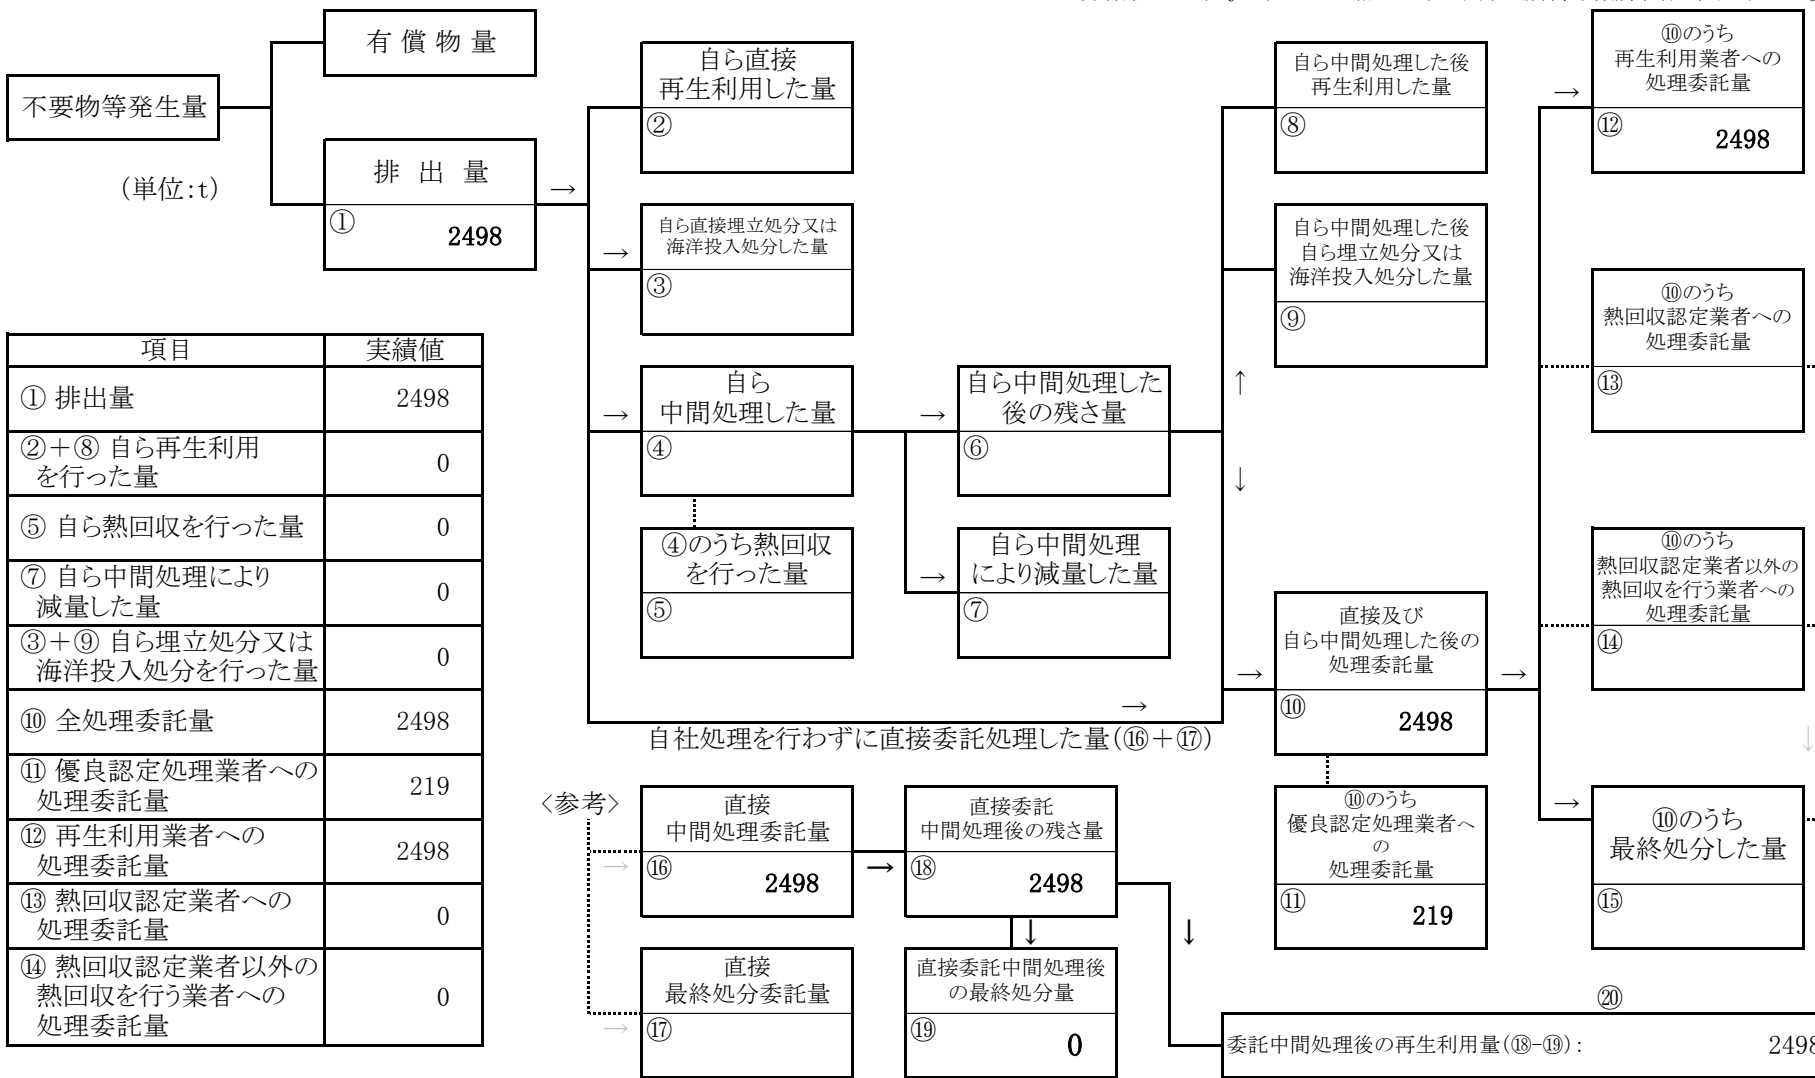 有償物量
不要物等発生量
(単位:t)
排出量
→
① 2498
項目 実績値
① 排出量 2498
②＋⑧ 自ら再生利用
を行った量 0
⑤ 自ら熱回収を行った量 0
⑦ 自ら中間処理により
減量した量 0
③＋⑨ 自ら埋立処分又は
海洋投入処分を行った量 0
⑩ 全処理委託量 2498
⑪ 優良認定処理業者への
処理委託量 219
⑫ 再生利用業者への
処理委託量 2498
⑬ 熱回収認定業者への
処理委託量 0
⑭ 熱回収認定業者以外の
熱回収を行う業者への
処理委託量 0
自ら直接
再生利用した量
②
→
自ら直接埋立処分又は
海洋投入処分した量
③
→
自ら
中間処理した量
④
④のうち熱回収
を行った量
⑤
→
自ら中間処理した
後の残さ量
⑥
→
自ら中間処理
により減量した量
⑦
→
自社処理を行わずに直接委託処理した量(⑯＋⑰)
自ら中間処理した後
再生利用した量
⑧
自ら中間処理した後
自ら埋立処分又は
海洋投入処分した量
⑨
↑
↓
→
直接及び
自ら中間処理した後の
処理委託量
⑩ 2498
→
⑩のうち
優良認定処理業者へ
の
処理委託量
⑪ 219
→
⑩のうち
再生利用業者への
処理委託量
⑫ 2498
⑩のうち
熱回収認定業者への
処理委託量
⑬
⑩のうち
熱回収認定業者以外の
熱回収を行う業者への
処理委託量
⑭
↓
→
⑩のうち
最終処分した量
⑮
〈参考〉
→
直接
中間処理委託量
⑯ 2498
→
直接委託
中間処理後の残さ量
⑱ 2498
↓
↓
→
直接
最終処分委託量
⑰
直接委託中間処理後
の最終処分量
⑲ 0
⑳
委託中間処理後の再生利用量(⑱-⑲): 2498